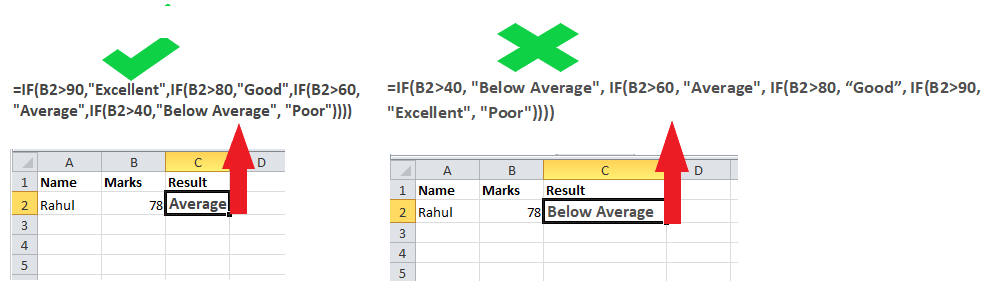 =IF(B2>90,"Excellent",IF(B2>80,"Good",IF(B2>60,
"Average",IF(B2>40,"Below Average", "Poor"))))
A B C D
1 Name Marks Result
2 Rahul 78 Average
3
4
5
=IF(B2>40, "Below Average", IF(B2>60, "Average", IF(B2>80, “Good”, IF(B2>90,
"Excellent", "Poor"))))
A B C D
1 Name Marks Result
2 Rahul 78 Below Average
3
4
5